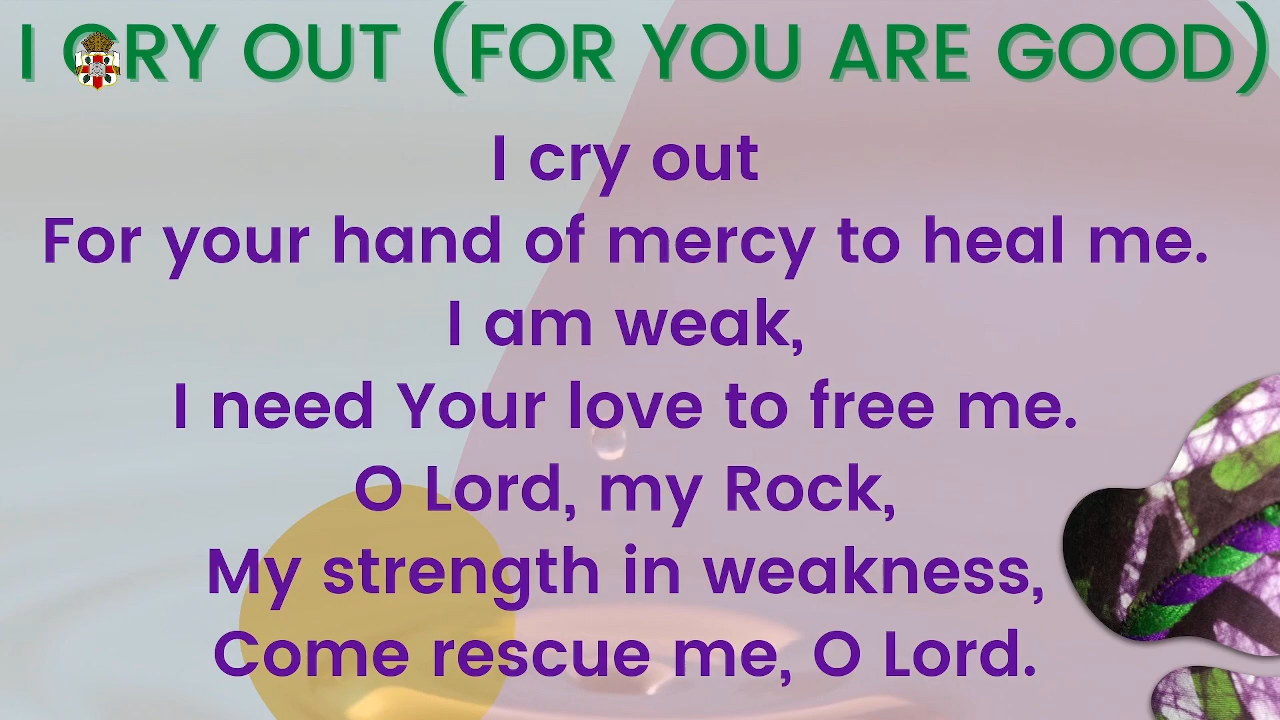 I CRY OUT (FOR YOU ARE GOOD)
I cry out
For your hand of mercy to heal me.
I am weak,
I need Your love to free me.
O Lord, my Rock,
My strength in weakness,
Come rescue me, O Lord.